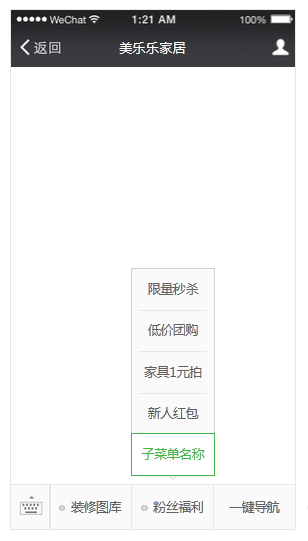 WeChat 1:21 AM 100%
返回 美乐乐家居
限量秒杀
低价团购
家具1元拍
新人红包
子菜单名称
装修图库 粉丝福利 一键导航